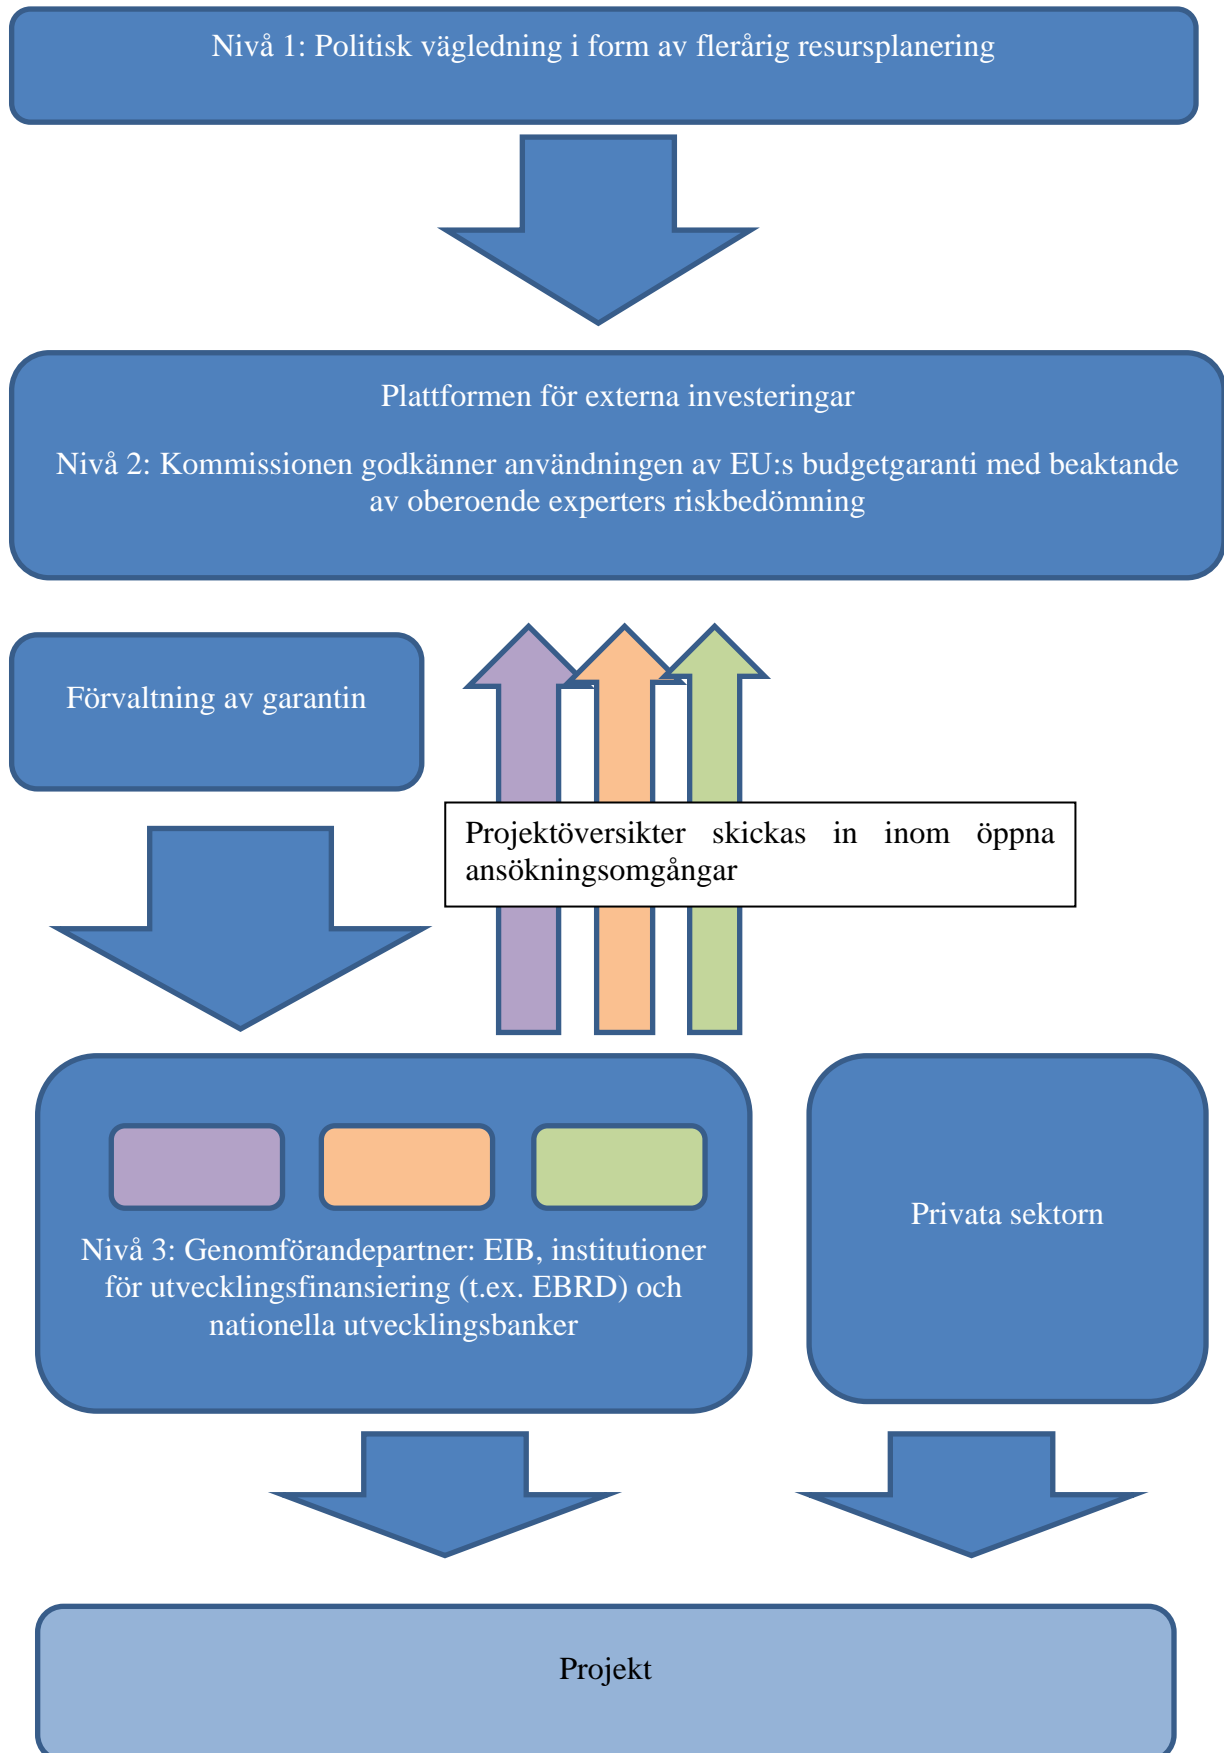 Nivå 1: Politisk vägledning i form av flerårig resursplanering
Plattformen för externa investeringar
Nivå 2: Kommissionen godkänner användningen av EU:s budgetgaranti med beaktande
av oberoende experters riskbedömning
Förvaltning av garantin
Projektöversikter skickas in inom öppna
ansökningsomgångar
Nivå 3: Genomförandepartner: EIB, institutioner
för utvecklingsfinansiering (t.ex. EBRD) och
nationella utvecklingsbanker
Privata sektorn
Projekt